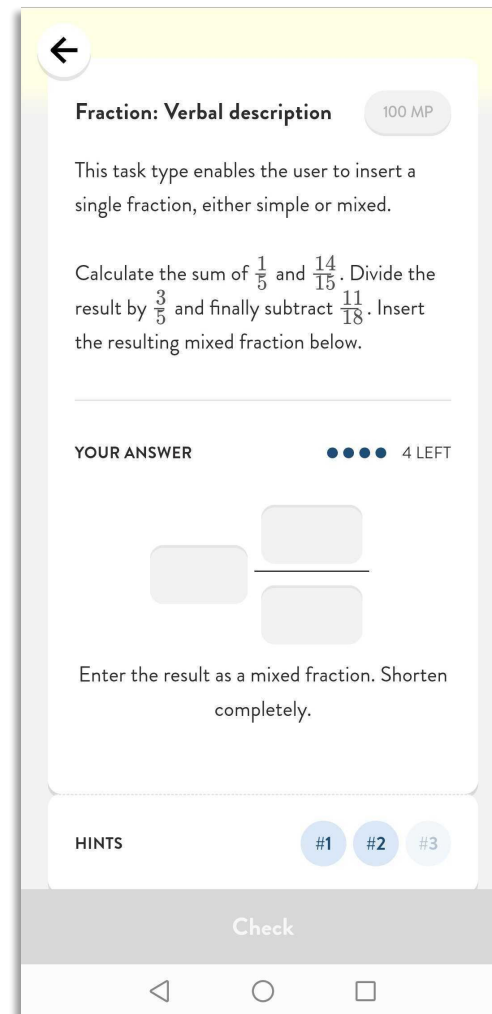 Fraction: Verbal description
100 MP
This task type enables the user to insert a
single fraction, either simple or mixed.
Calculate the sum of 1/5 and 14/15. Divide the
result by 3/5 and finally subtract 11/18. Insert
the resulting mixed fraction below.
YOUR ANSWER
4 LEFT
Enter the result as a mixed fraction. Shorten
completely.
HINTS
#1 #2 #3
Check